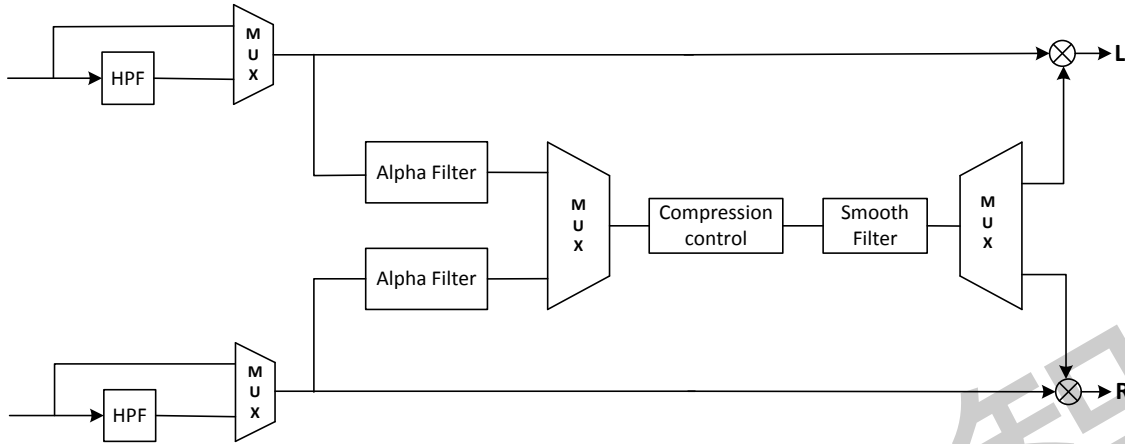 M
U
X
HPF
L
Alpha Filter
M
U
X
Compression
control
Smooth
Filter
M
U
X
Alpha Filter
M
U
X
HPF
R